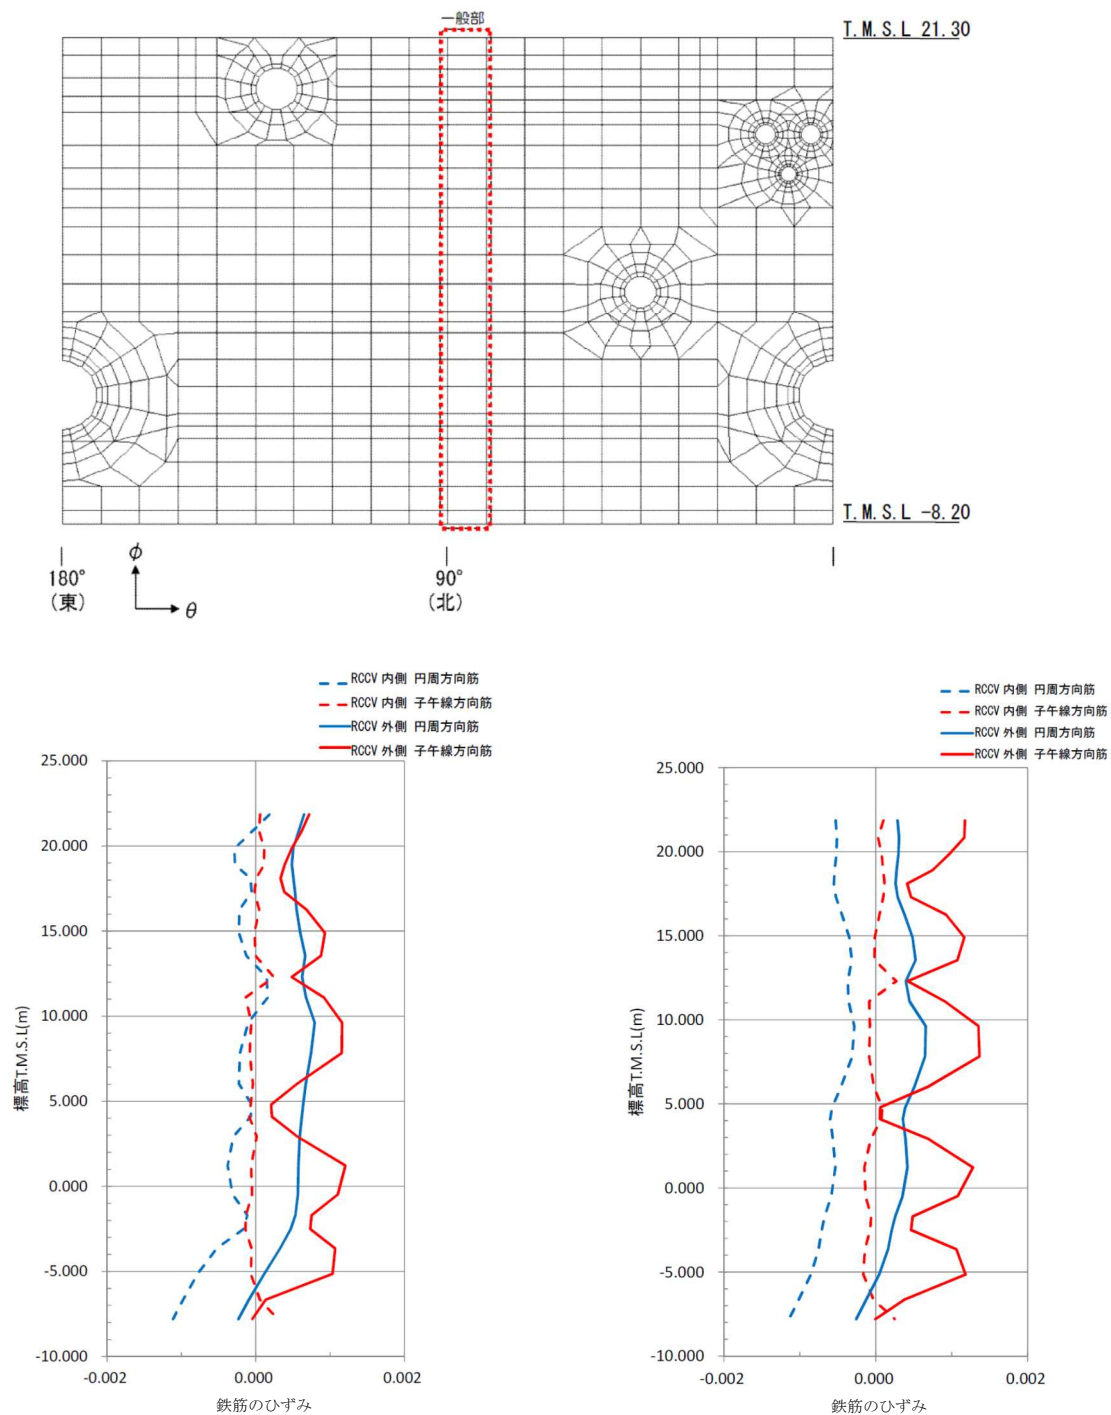 一般部
T.M.S.L 21.30
T.M.S.L -8.20
180°
(東)
φ
θ
90°
(北)
RCCV 内側 円周方向筋
RCCV 内側 子午線方向筋
RCCV 外側 円周方向筋
RCCV 外側 子午線方向筋
25.000
20.000
15.000
10.000
5.000
0.000
-5.000
-10.000
標高T.M.S.L(m)
-0.002
0.000
0.002
鉄筋のひずみ
RCCV 内側 円周方向筋
RCCV 内側 子午線方向筋
RCCV 外側 円周方向筋
RCCV 外側 子午線方向筋
25.000
20.000
15.000
10.000
5.000
0.000
-5.000
-10.000
標高T.M.S.L(m)
-0.002
0.000
0.002
鉄筋のひずみ